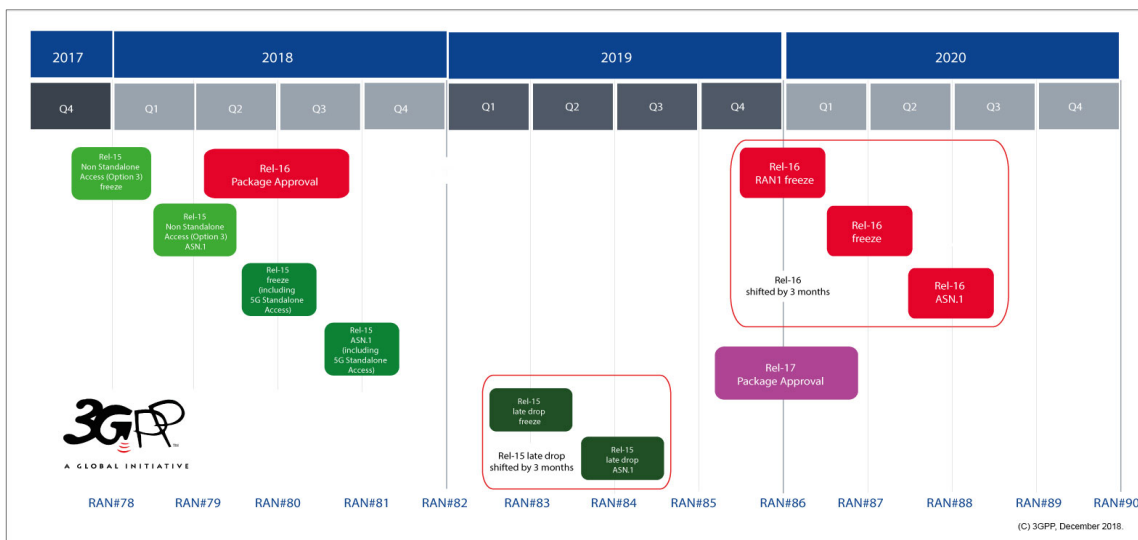 2017
2018
2019
2020
Q4
Q1
Q2
Q3
Q4
Q1
Q2
Q3
Q4
Q1
Q2
Q3
Q4
Rel-15
Non Standalone
Access (Option 3)
freeze
Rel-16
Package Approval
Rel-16
RAN1 freeze
Rel-15
Non Standalone
Access (Option 3)
ASN.1
Rel-16
freeze
Rel-15
freeze
(including
5G Standalone
Access)
Rel-16
shifted by 3 months
Rel-16
ASN.1
Rel-15
ASN.1
(including
5G Standalone
Access)
Rel-17
Package Approval
Rel-15
late drop
freeze
Rel-15 late drop
shifted by 3 months
Rel-15
late drop
ASN.1
3GPP
TM
A GLOBAL INITIATIVE
RAN#78
RAN#79
RAN#80
RAN#81
RAN#82
RAN#83
RAN#84
RAN#85
RAN#86
RAN#87
RAN#88
RAN#89
RAN#90
(C) 3GPP, December 2018.